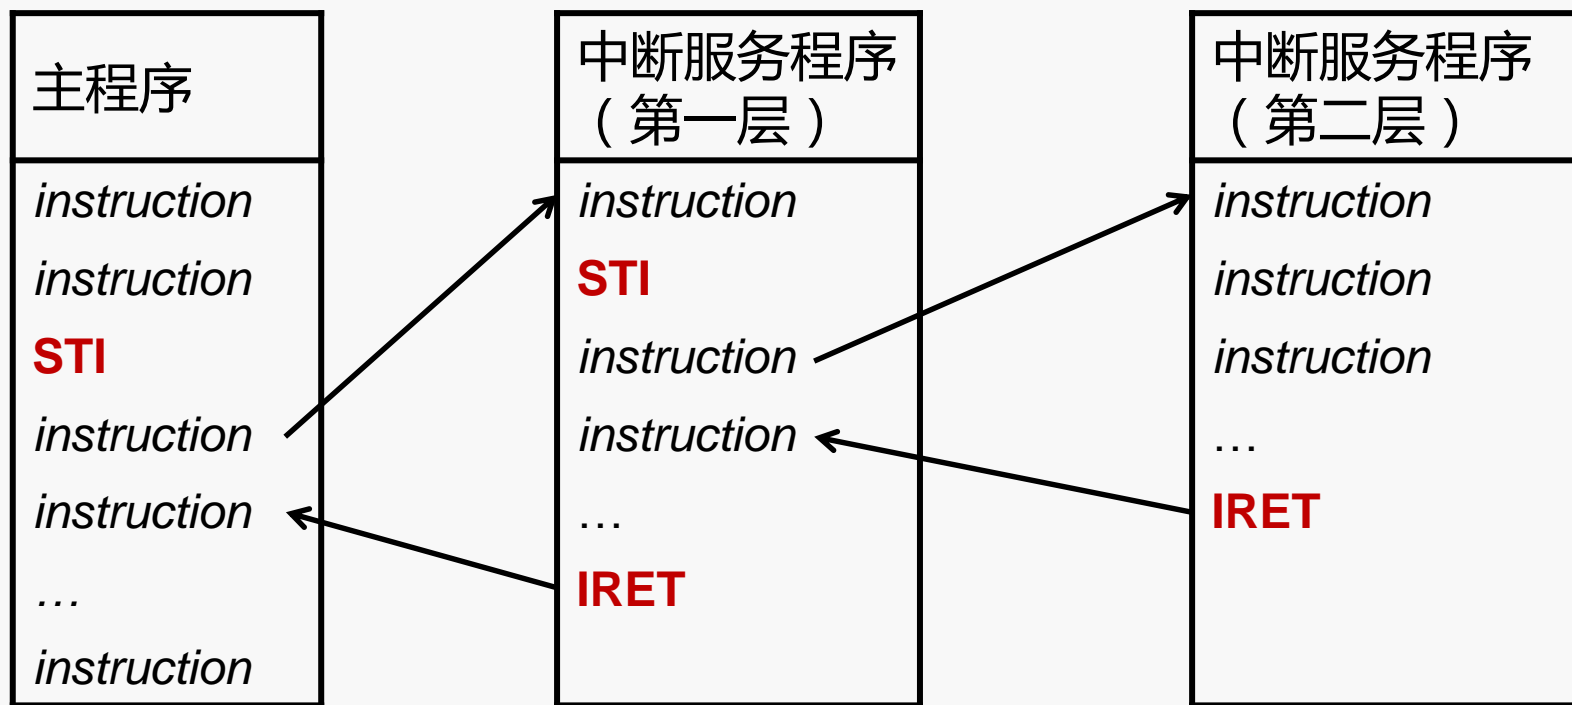 主程序
instruction
instruction
STI
instruction
instruction
…
instruction
中断服务程序
（第一层）
instruction
STI
instruction
instruction
…
IRET
中断服务程序
（第二层）
instruction
instruction
instruction
…
IRET